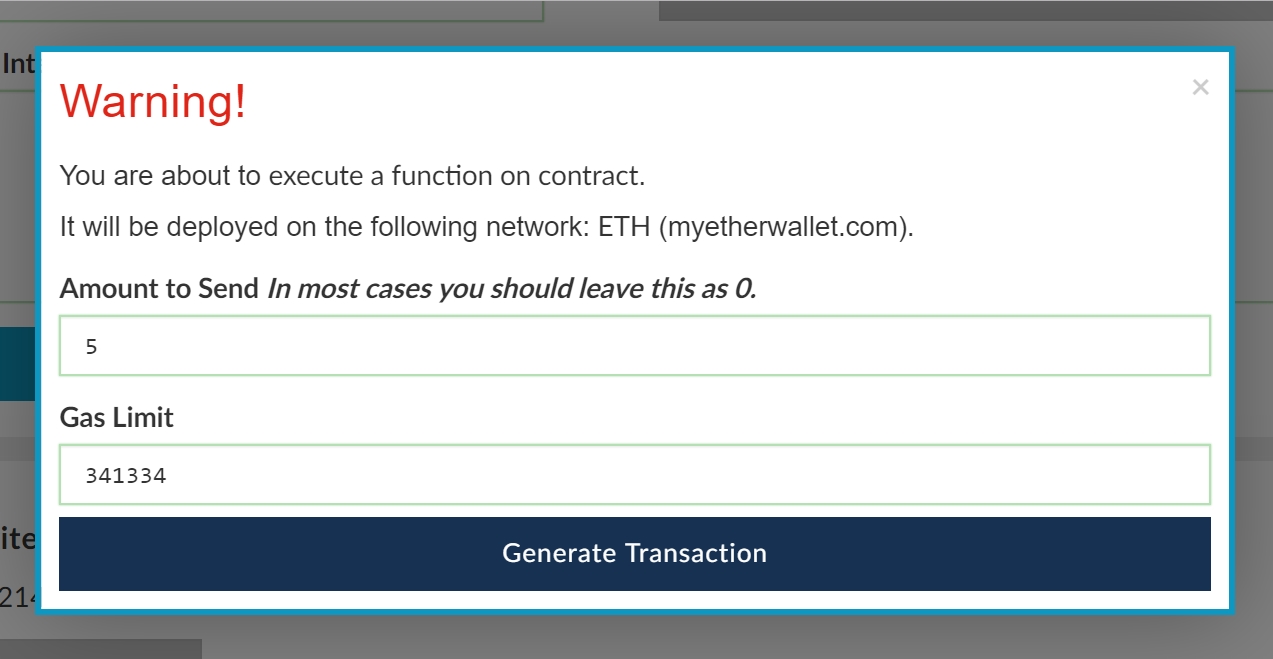 Int
Warning!
×
You are about to execute a function on contract.
It will be deployed on the following network: ETH (myetherwallet.com).
Amount to Send In most cases you should leave this as 0.
5
Gas Limit
341334
ite
Generate Transaction
214